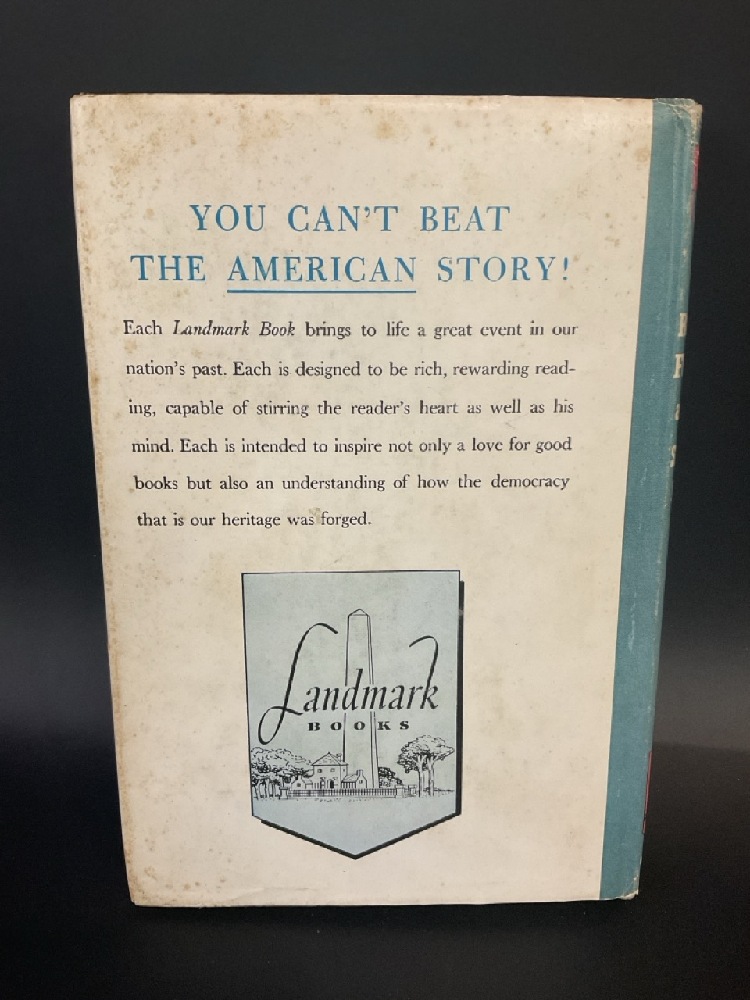 YOU CAN'T BEAT
THE AMERICAN STORY!
Each Landmark Book brings to life a great event in our
nation's past. Each is designed to be rich, rewarding read-
ing, capable of stirring the reader's heart as well as his
mind. Each is intended to inspire not only a love for good
books but also an understanding of how the democracy
that is our heritage was forged.
Landmark
BOOKS